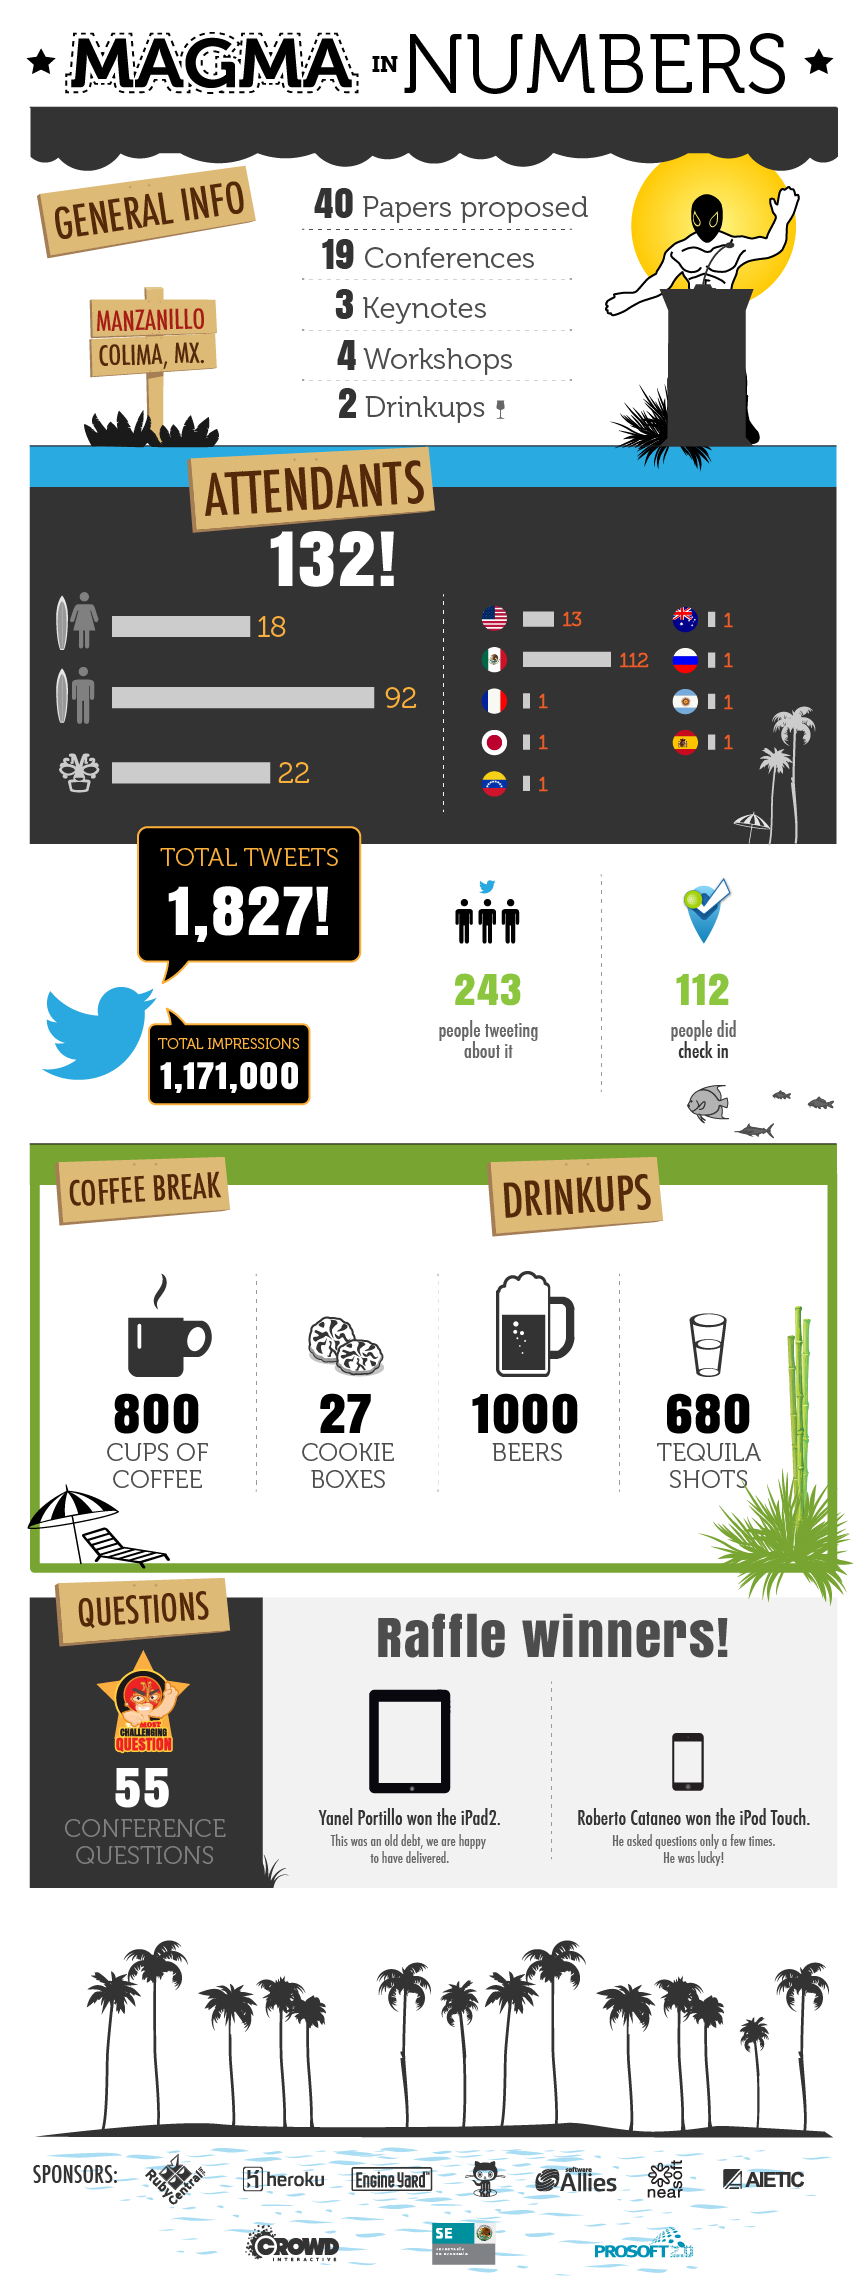 MAGMA IN NUMBERS
GENERAL INFO
40 Papers proposed
19 Conferences
3 Keynotes
4 Workshops
2 Drinkups
MANZANILLO
COLIMA, MX.
ATTENDANTS
132!
18
92
22
13
112
1
1
1
1
1
1
1
TOTAL TWEETS
1,827!
TOTAL IMPRESSIONS
1,171,000
243
people tweeting
about it
112
people did
check in
COFFEE BREAK
DRINKUPS
800
CUPS OF
COFFEE
27
COOKIE
BOXES
1000
BEERS
680
TEQUILA
SHOTS
QUESTIONS
MOST
CHALLENGING
QUESTION
55
CONFERENCE
QUESTIONS
Raffle winners!
Yanel Portillo won the iPad2.
This was an old debt, we are happy
to have delivered.
Roberto Cataneo won the iPod Touch.
He asked questions only a few times.
He was lucky!
SPONSORS:
Ruby Central
heroku
Engine Yard
software
Allies
near
soft
AIETIC
CROWD
INTERACTIVE
SE
SECRETARÍA
DE ECONOMÍA
PROSOFT